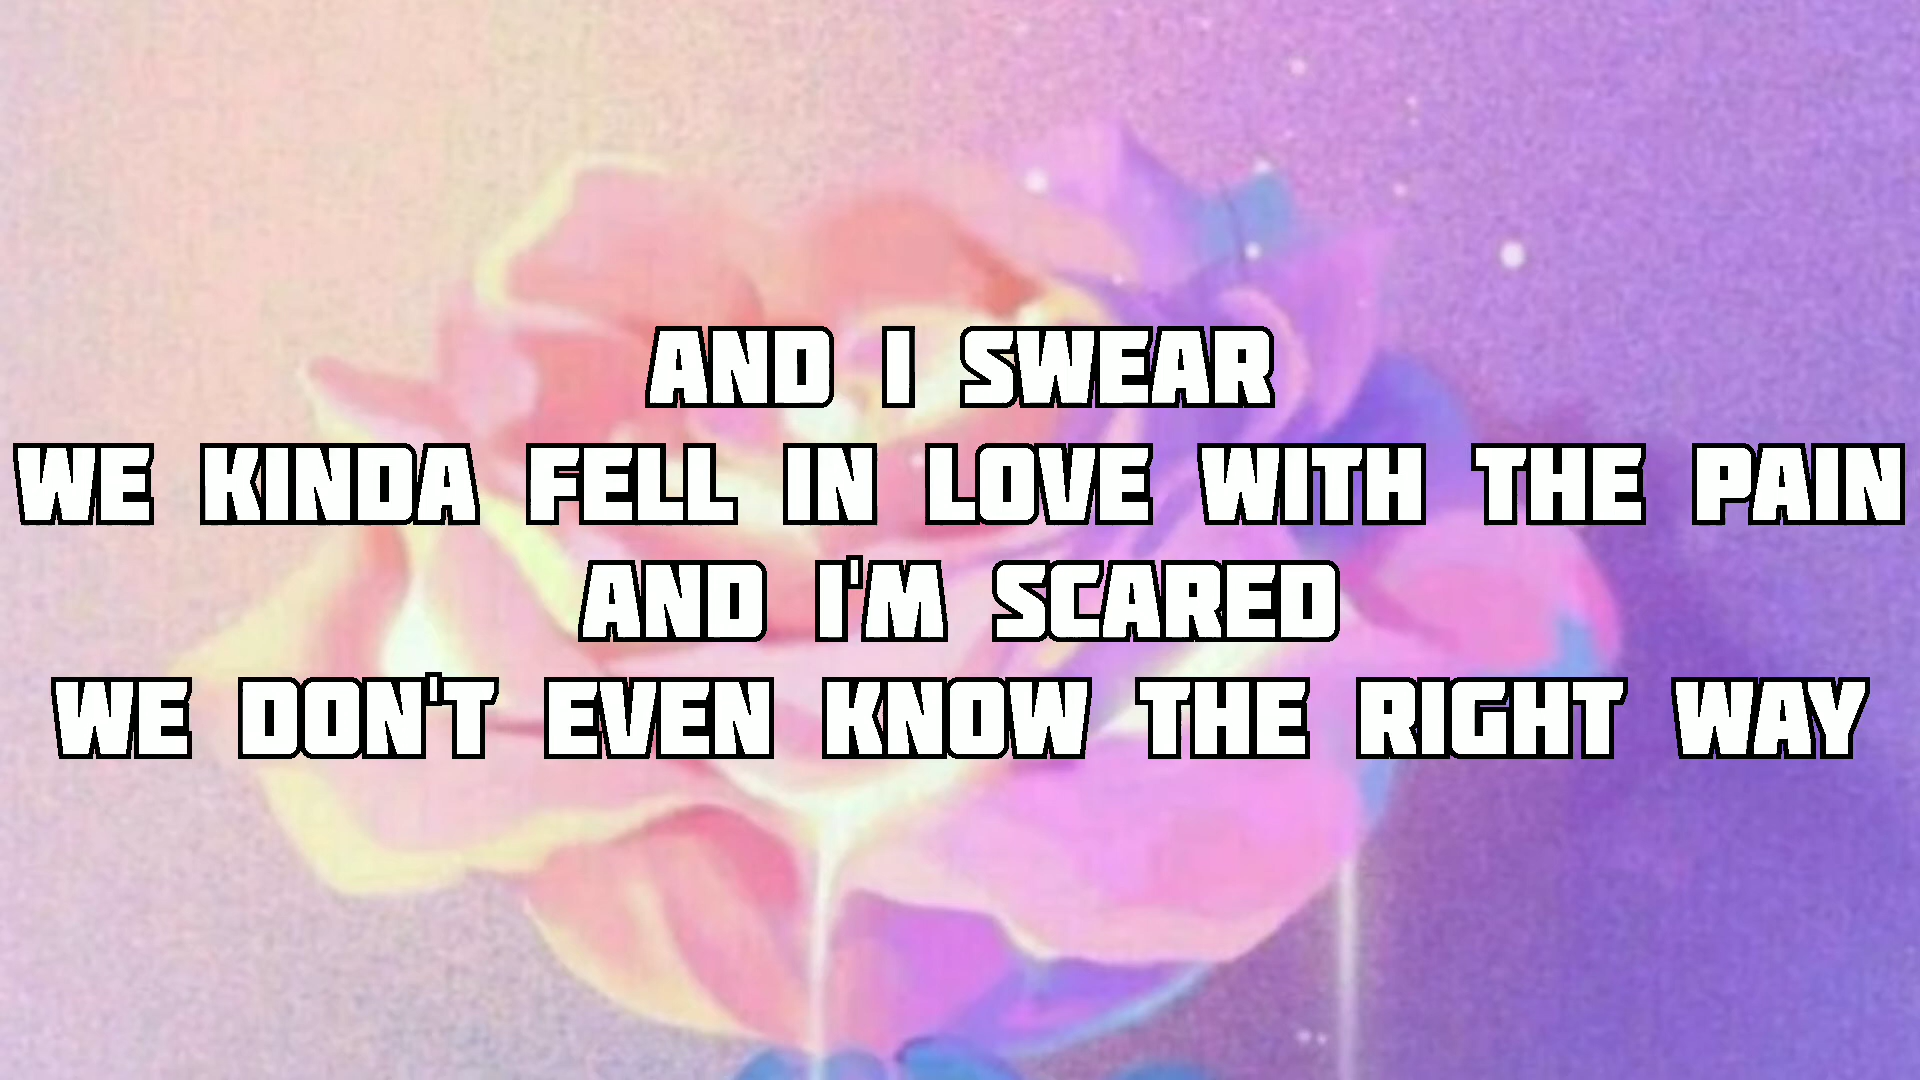 AND I SWEAR
WE KINDA FELL IN LOVE WITH THE PAIN
AND I'M SCARED
WE DON'T EVEN KNOW THE RIGHT WAY